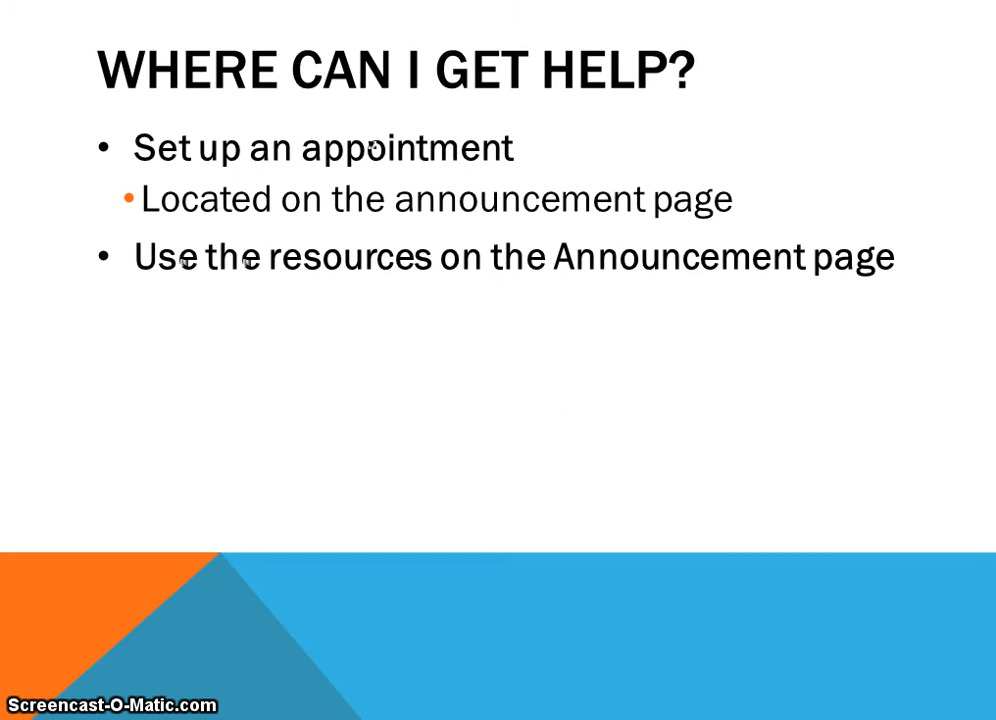 WHERE CAN I GET HELP?
• Set up an appointment
• Located on the announcement page
• Use the resources on the Announcement page
Screencast-O-Matic.com